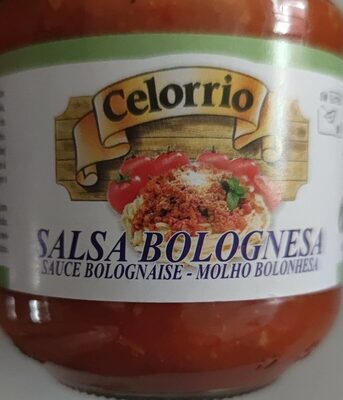 Celorrio
SALSA BOLOGNESA
SAUCE BOLOGNAISE - MOLHO BOLONHESA